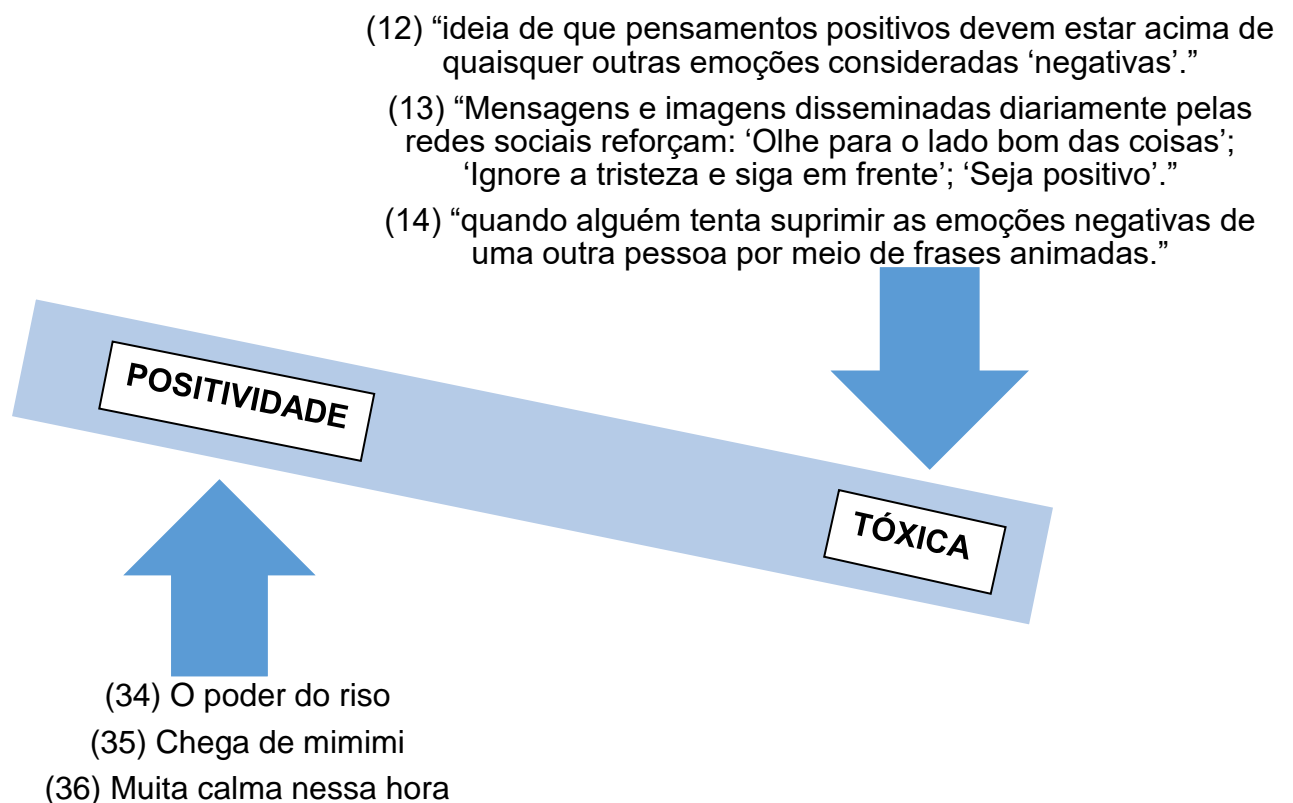 (12) “ideia de que pensamentos positivos devem estar acima de
quaisquer outras emoções consideradas ‘negativas’.”
(13) “Mensagens e imagens disseminadas diariamente pelas
redes sociais reforçam: ‘Olhe para o lado bom das coisas’;
‘Ignore a tristeza e siga em frente’; ‘Seja positivo’.”
(14) “quando alguém tenta suprimir as emoções negativas de
uma outra pessoa por meio de frases animadas.”
POSITIVIDADE
TÓXICA
(34) O poder do riso
(35) Chega de mimimi
(36) Muita calma nessa hora